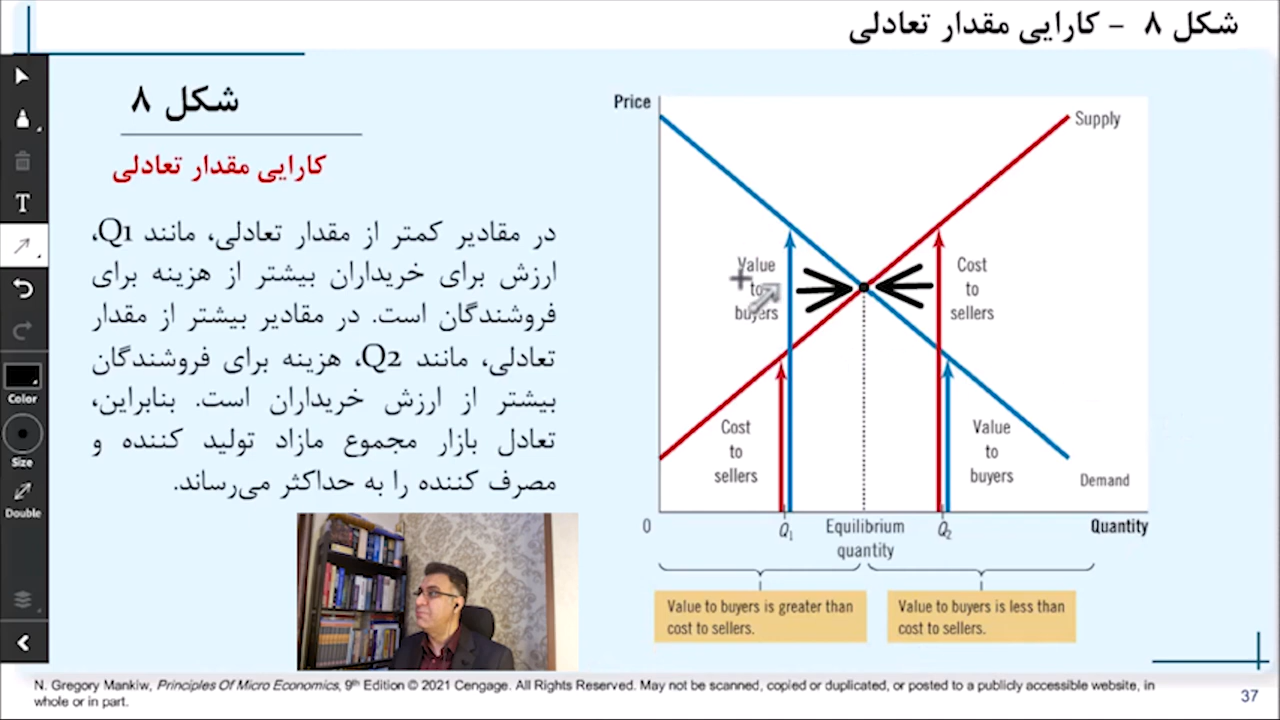 شکل ۸ – کارایی مقدار تعادلی
شکل ۸
کارایی مقدار تعادلی
در مقادیر کمتر از مقدار تعادلی، مانند Q1،
ارزش برای خریداران بیشتر از هزینه برای
فروشندگان است. در مقادیر بیشتر از مقدار
تعادلی، مانند Q2، هزینه برای فروشندگان
بیشتر از ارزش خریداران است. بنابراین،
تعادل بازار مجموع مازاد تولید کننده و
مصرف کننده را به حداکثر می‌رساند.
T
Color
Size
Double
Price
Supply
Value
to
buyers
Cost
to
sellers
Cost
to
sellers
Value
to
buyers
Demand
0
Q1
Equilibrium
quantity
Q2
Quantity
Value to buyers is greater than
cost to sellers.
Value to buyers is less than
cost to sellers.
N. Gregory Mankiw, Principles Of Micro Economics, 9th Edition © 2021 Cengage. All Rights Reserved. May not be scanned, copied or duplicated, or posted to a publicly accessible website, in
whole or in part.
37